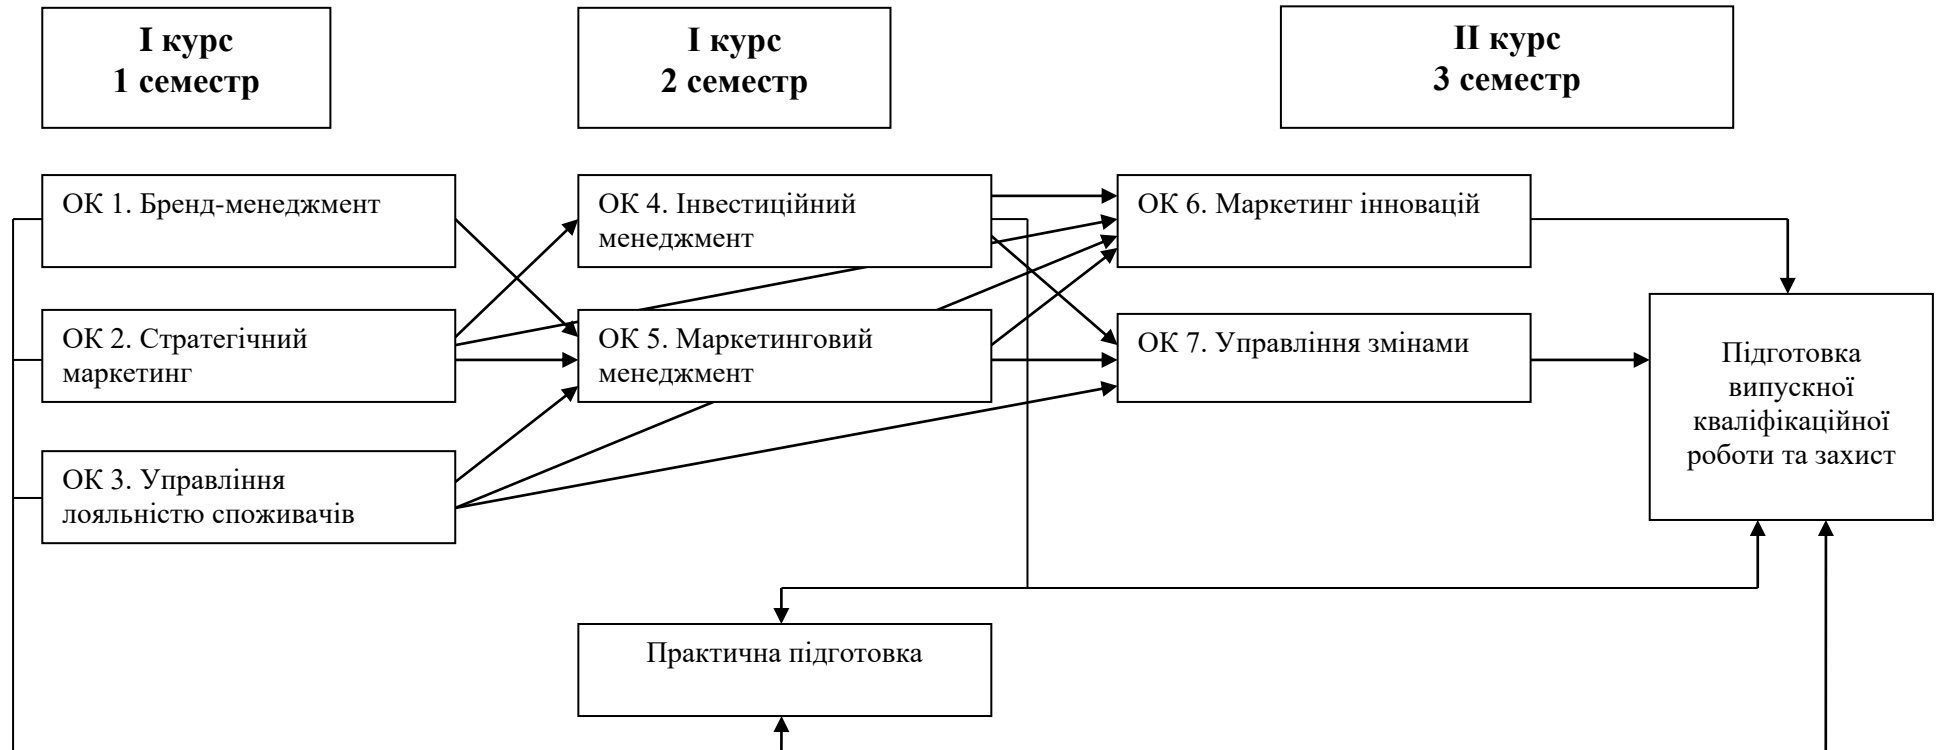 І курс
1 семестр
І курс
2 семестр
ІІ курс
3 семестр
ОК 1. Бренд-менеджмент
ОК 4. Інвестиційний
менеджмент
ОК 6. Маркетинг інновацій
ОК 2. Стратегічний
маркетинг
ОК 5. Маркетинговий
менеджмент
ОК 7. Управління змінами
Підготовка
випускної
кваліфікаційної
роботи та захист
ОК 3. Управління
лояльністю споживачів
Практична підготовка